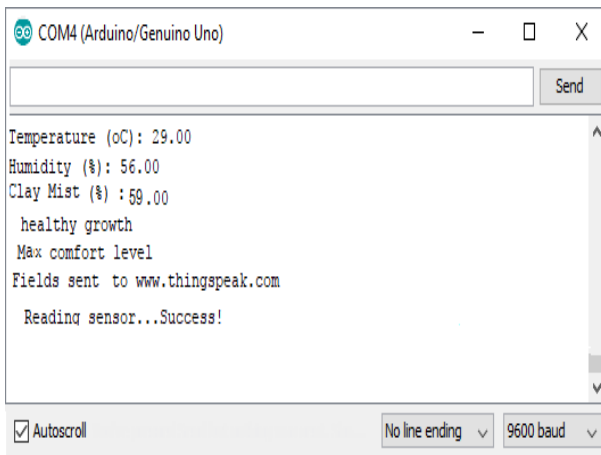 COM4 (Arduino/Genuino Uno)
Send
Temperature (oC): 29.00
Humidity (%): 56.00
Clay Mist (%) : 59.00
healthy growth
Max comfort level
Fields sent to www.thingspeak.com
Reading sensor...Success!
Autoscroll
No line ending
9600 baud